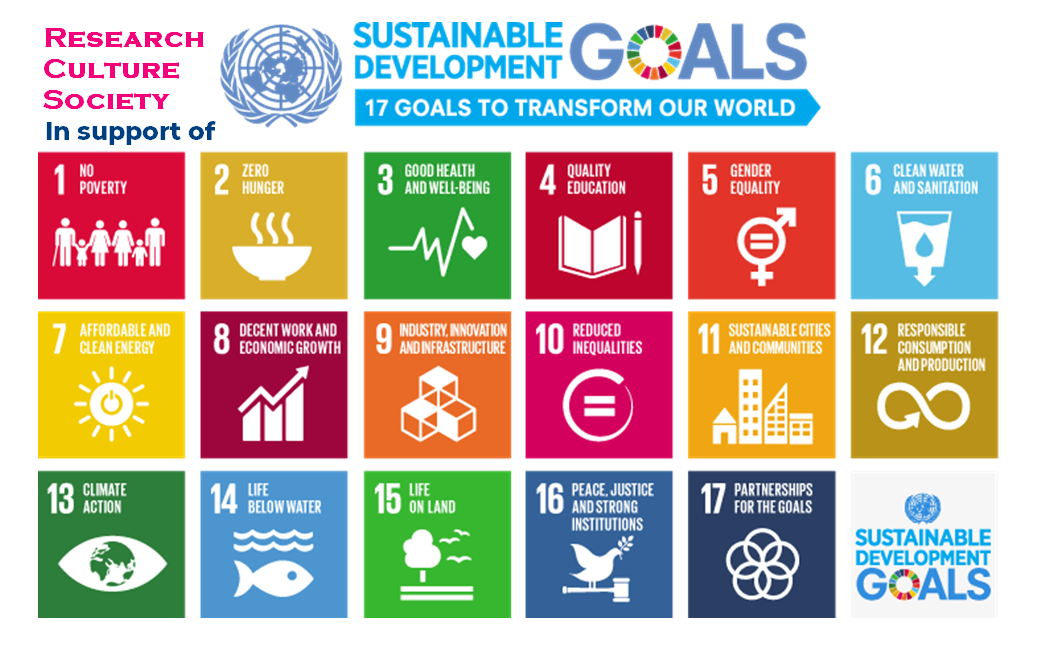 RESEARCH
CULTURE
SOCIETY
In support of
SUSTAINABLE
DEVELOPMENT
GOALS
17 GOALS TO TRANSFORM OUR WORLD
1 NO
POVERTY
2 ZERO
HUNGER
3 GOOD HEALTH
AND WELL-BEING
4 QUALITY
EDUCATION
5 GENDER
EQUALITY
6 CLEAN WATER
AND SANITATION
7 AFFORDABLE AND
CLEAN ENERGY
8 DECENT WORK AND
ECONOMIC GROWTH
9 INDUSTRY, INNOVATION
AND INFRASTRUCTURE
10 REDUCED
INEQUALITIES
11 SUSTAINABLE CITIES
AND COMMUNITIES
12 RESPONSIBLE
CONSUMPTION
AND PRODUCTION
13 CLIMATE
ACTION
14 LIFE
BELOW WATER
15 LIFE
ON LAND
16 PEACE, JUSTICE
AND STRONG
INSTITUTIONS
17 PARTNERSHIPS
FOR THE GOALS
SUSTAINABLE
DEVELOPMENT
GOALS